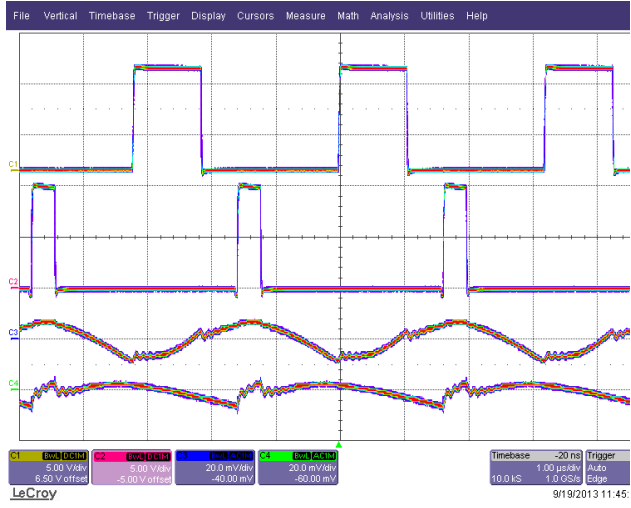 File Vertical Timebase Trigger Display Cursors Measure Math Analysis Utilities Help
C1
C2
C3
C4
C1 BwL DC1M
5.00 V/div
6.50 V offset
C2 BwL DC1M
5.00 V/div
-5.00 V offset
20.0 mV/div
-40.00 mV
C4 BwL AC1M
20.0 mV/div
-60.00 mV
Timebase -20 ns
1.00 µs/div
10.0 kS 1.0 GS/s
Trigger
Auto
Edge
LeCroy
9/19/2013 11:45: